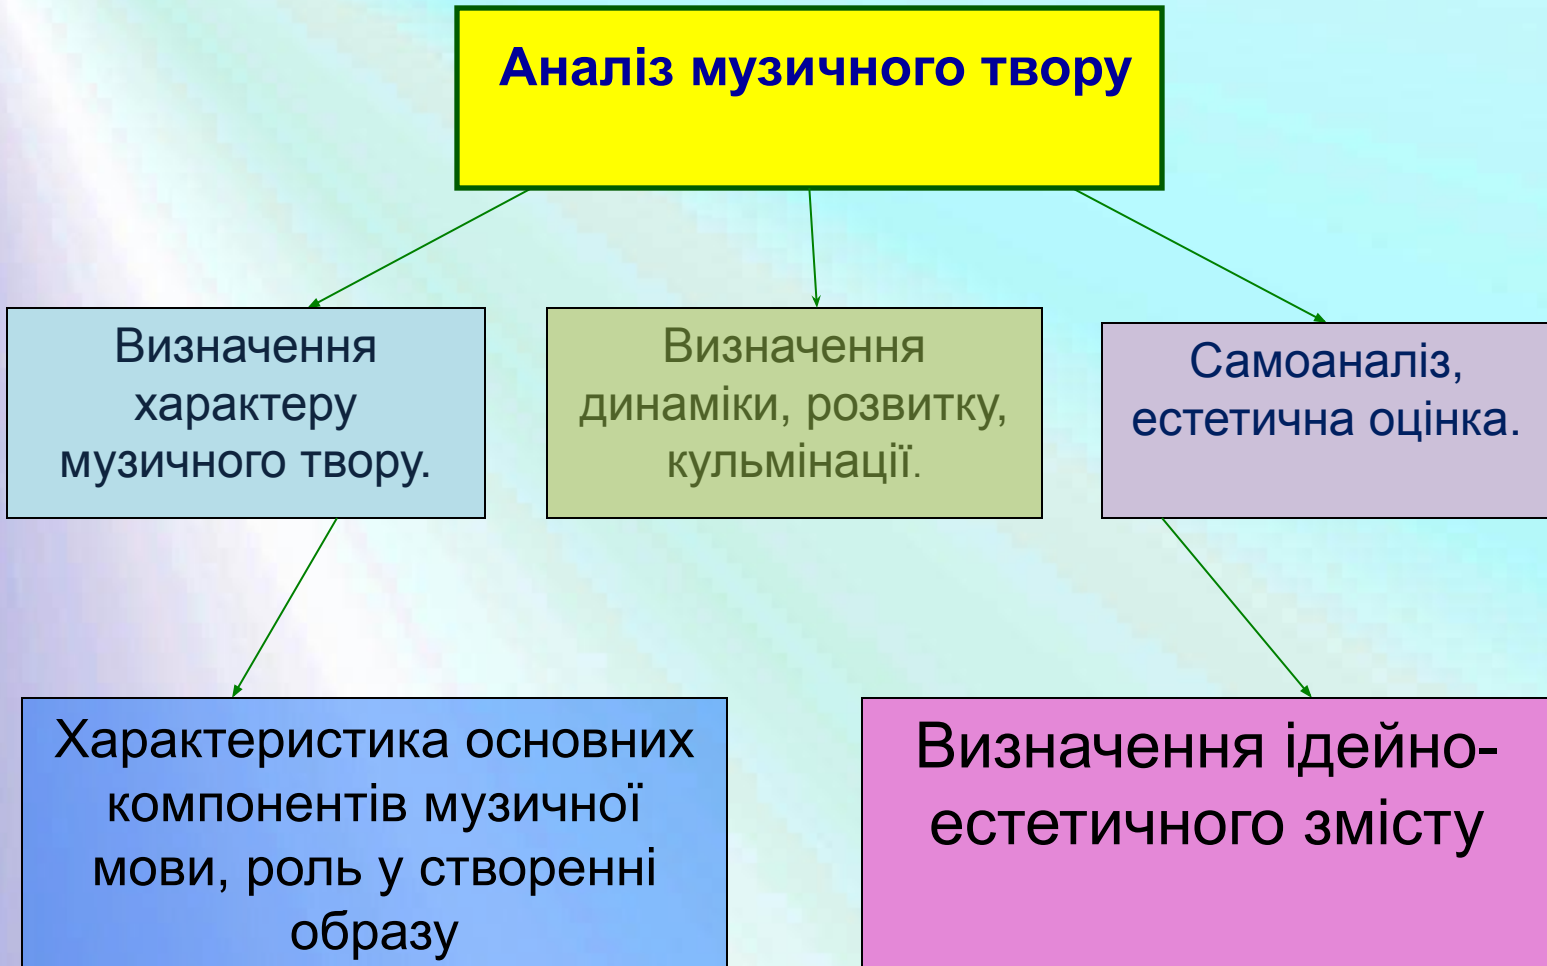 Аналіз музичного твору
Визначення
характеру
музичного твору.
Визначення
динаміки, розвитку,
кульмінації.
Самоаналіз,
естетична оцінка.
Характеристика основних
компонентів музичної
мови, роль у створенні
образу
Визначення ідейно-
естетичного змісту